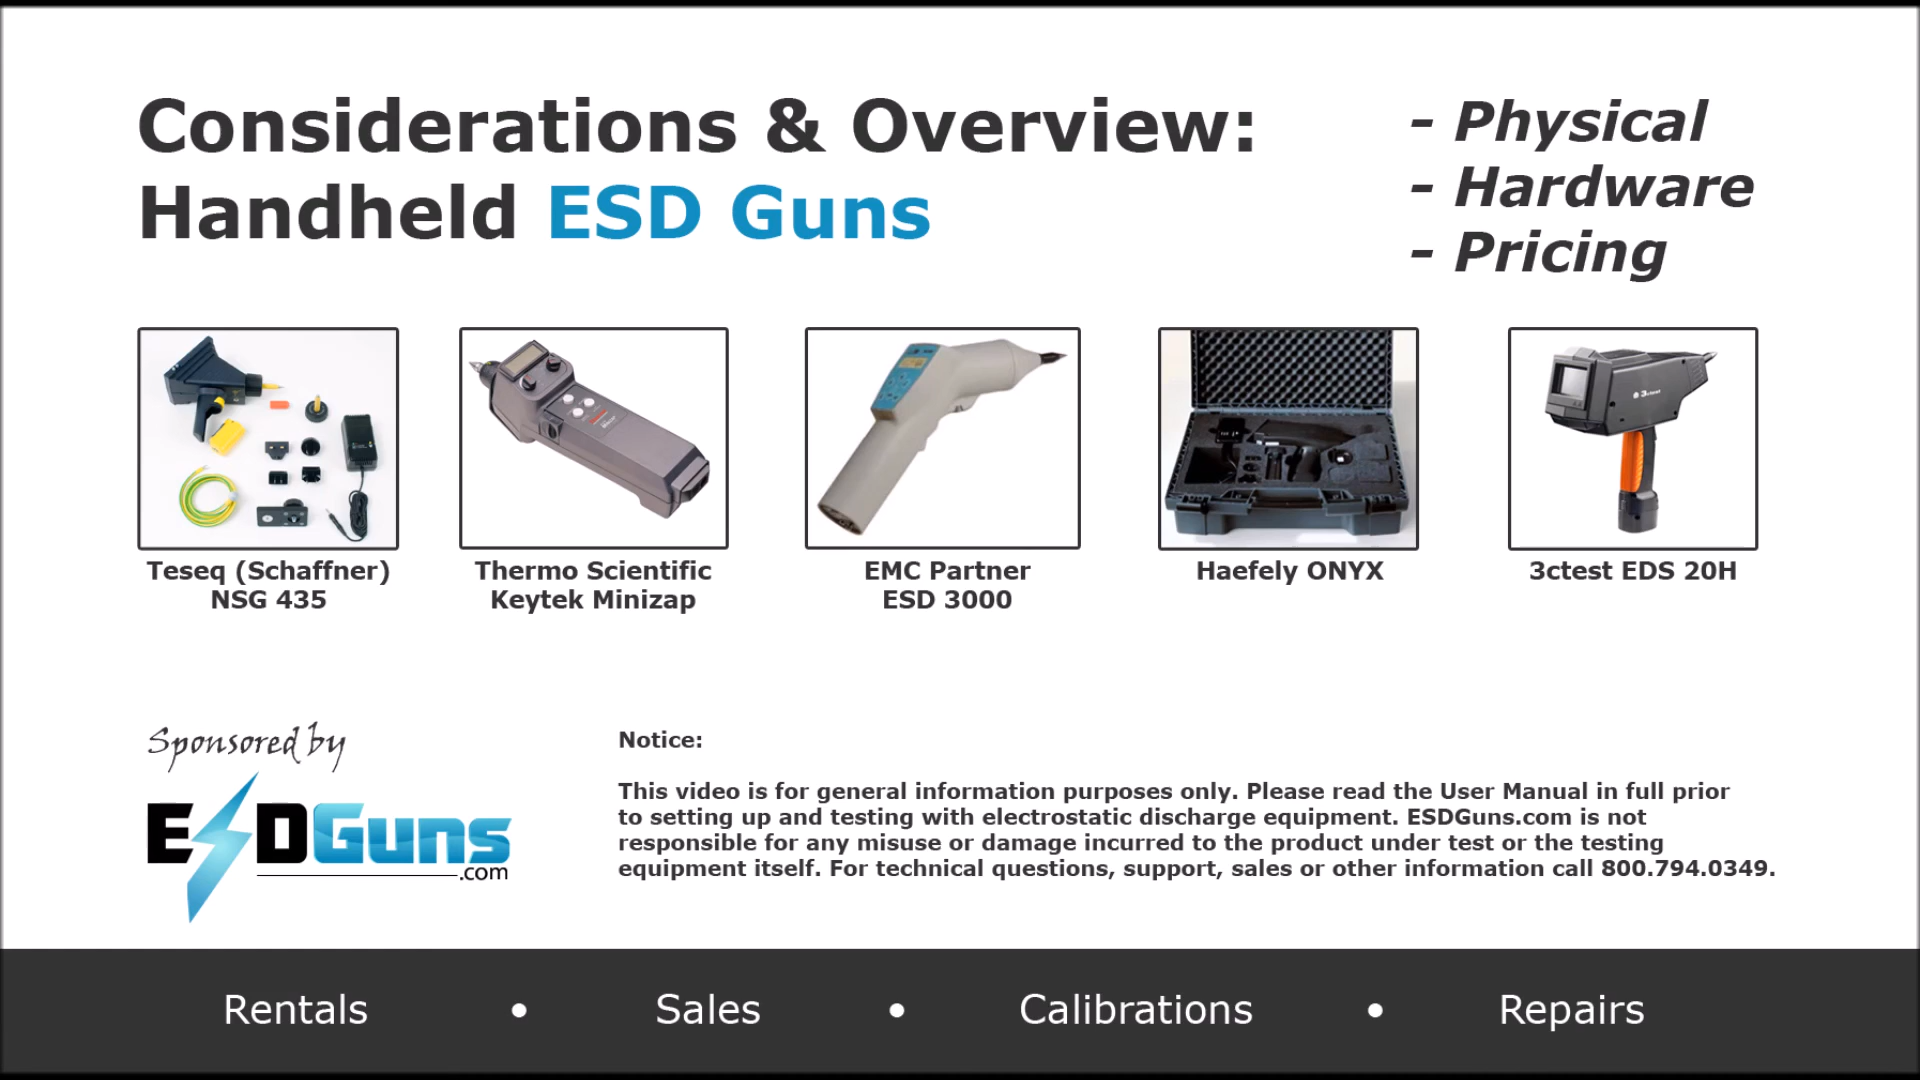 Considerations & Overview:
Handheld ESD Guns
- Physical
- Hardware
- Pricing
Teseq (Schaffner)
NSG 435
Thermo Scientific
Keytek Minizap
EMC Partner
ESD 3000
Haefely ONYX
3ctest
3ctest EDS 20H
Sponsored by
ESDGuns
.com
Notice:
This video is for general information purposes only. Please read the User Manual in full prior
to setting up and testing with electrostatic discharge equipment. ESDGuns.com is not
responsible for any misuse or damage incurred to the product under test or the testing
equipment itself. For technical questions, support, sales or other information call 800.794.0349.
Rentals • Sales • Calibrations • Repairs